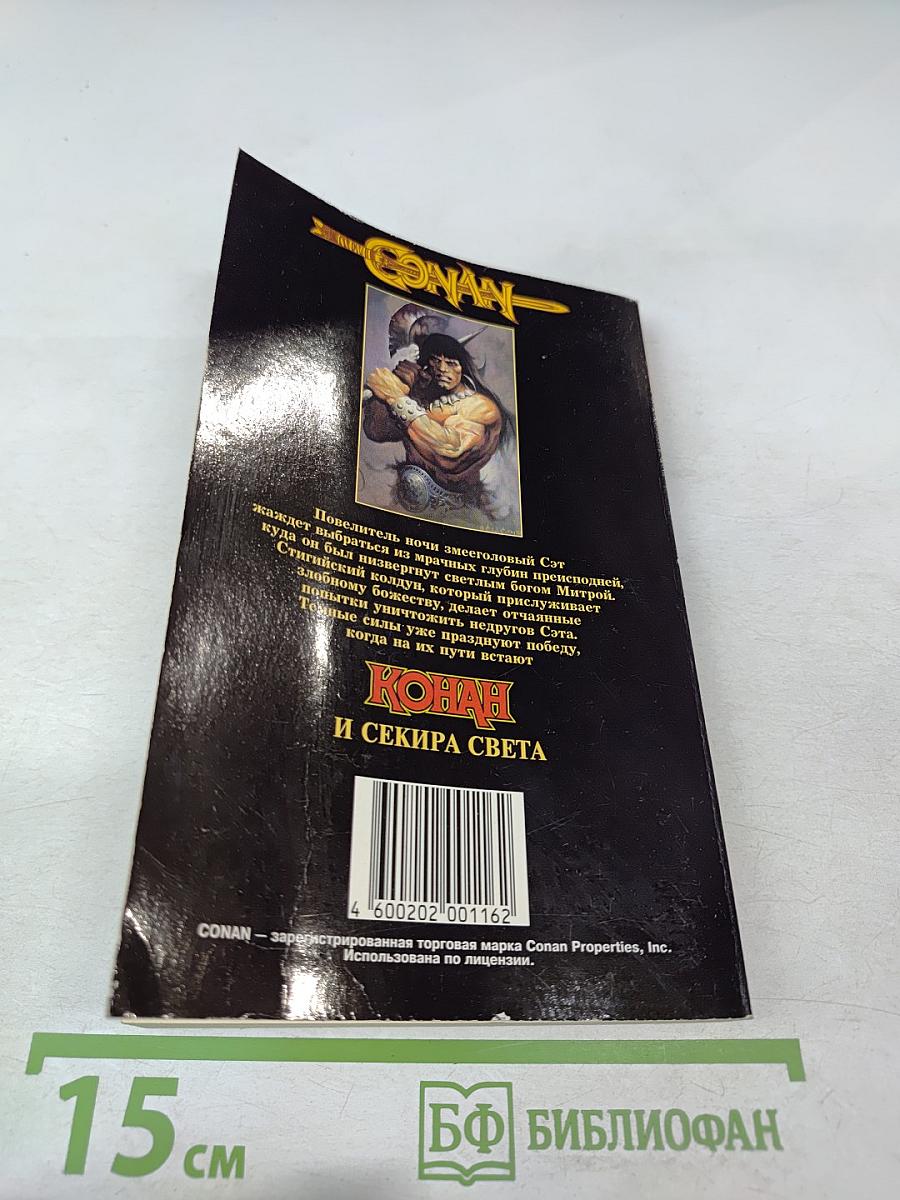 CONAN
Повелитель ночи змееголовый Сэт
жаждет выбраться из мрачных глубин преисподней,
куда он был низвергнут светлым богом Митрой.
Стигийский колдун, который прислуживает
злобному божеству, делает отчаянные
попытки уничтожить недругов Сэта.
Темные силы уже празднуют победу,
когда на их пути встают
КОНАН
И СЕКИРА СВЕТА
4 600202 001162
CONAN — зарегистрированная торговая марка Conan Properties, Inc.
Использована по лицензии.
15 см
БФ БИБЛИОФАН